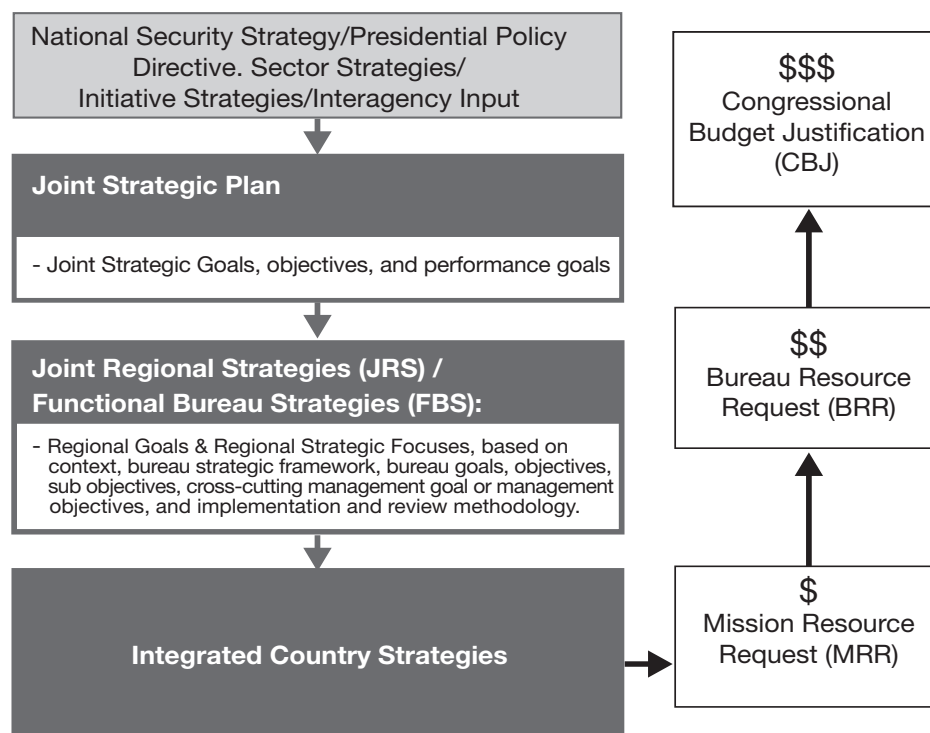 National Security Strategy/Presidential Policy
Directive. Sector Strategies/
Initiative Strategies/Interagency Input
Joint Strategic Plan
- Joint Strategic Goals, objectives, and performance goals
Joint Regional Strategies (JRS) /
Functional Bureau Strategies (FBS):
- Regional Goals & Regional Strategic Focuses, based on
context, bureau strategic framework, bureau goals, objectives,
sub objectives, cross-cutting management goal or management
objectives, and implementation and review methodology.
Integrated Country Strategies
$
Mission Resource
Request (MRR)
$$
Bureau Resource
Request (BRR)
$$$
Congressional
Budget Justification
(CBJ)